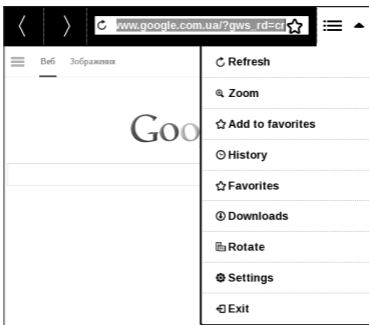 www.google.com.ua/?gws_rd=cr
Веб Зображення
Goo
Refresh
Zoom
Add to favorites
History
Favorites
Downloads
Rotate
Settings
Exit